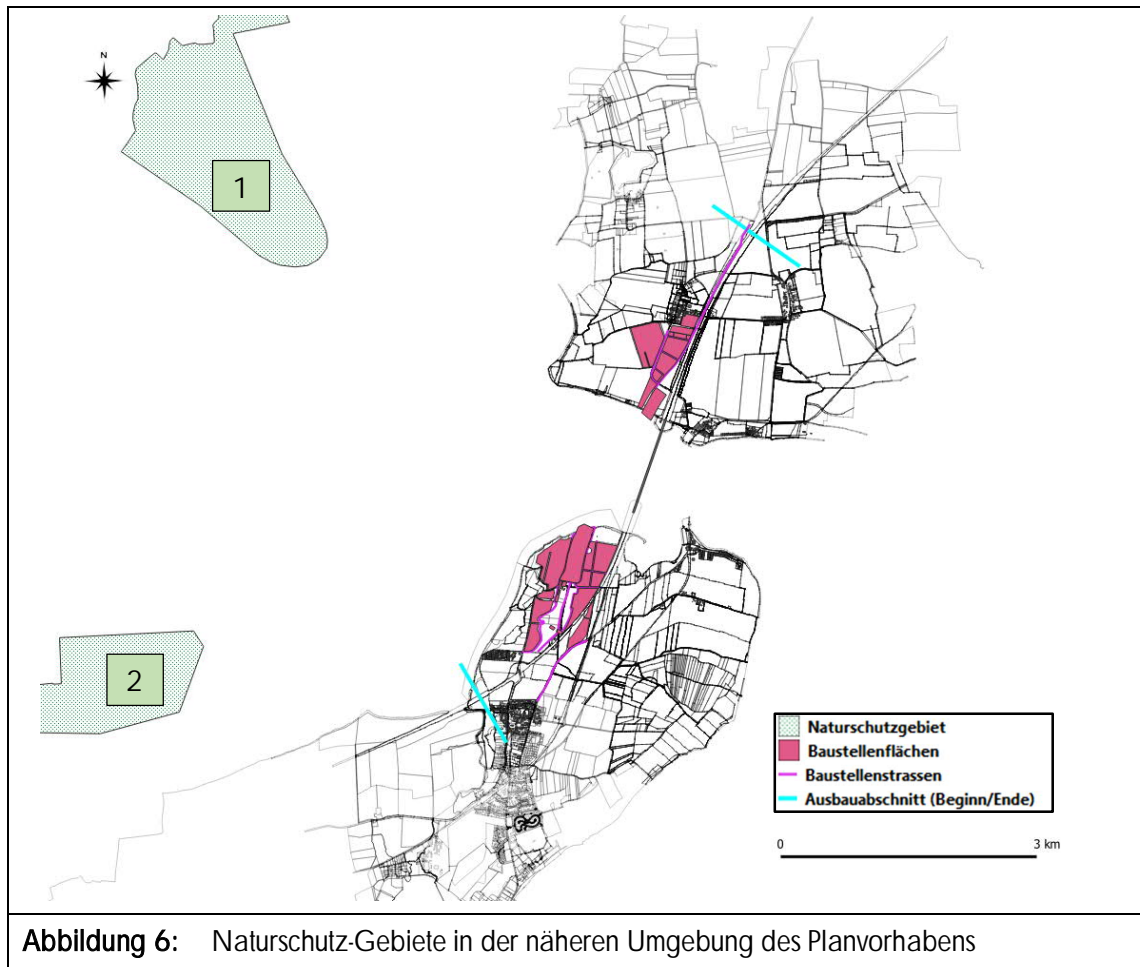 N
1
2
Naturschutzgebiet
Baustellenflächen
Baustellenstrassen
Ausbauabschnitt (Beginn/Ende)
0 3 km
Abbildung 6: Naturschutz-Gebiete in der näheren Umgebung des Planvorhabens